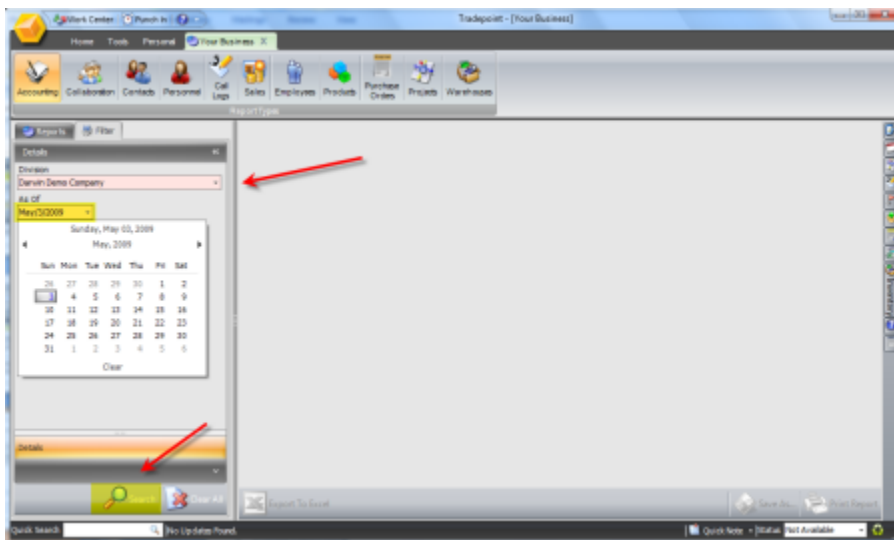 Work Center Punch In
Tradepoint - [Your Business]
Home Tools Personal Your Business X
Accounting Collaboration Contacts Personnel Call Logs Sales Employees Products Purchase Orders Projects Warehouses
Report Types
Reports Filter
Details
Division
Darwin Demo Company
As Of
May/3/2009
Sunday, May 03, 2009
May, 2009
Sun Mon Tue Wed Thu Fri Sat
26 27 28 29 30 1 2
3 4 5 6 7 8 9
10 11 12 13 14 15 16
17 18 19 20 21 22 23
24 25 26 27 28 29 30
31 1 2 3 4 5 6
Clear
Details
Search Clear All
Export To Excel
Save As... Print Report
Inventory
Quick Search No Updates Found.
Quick Note Status Not Available